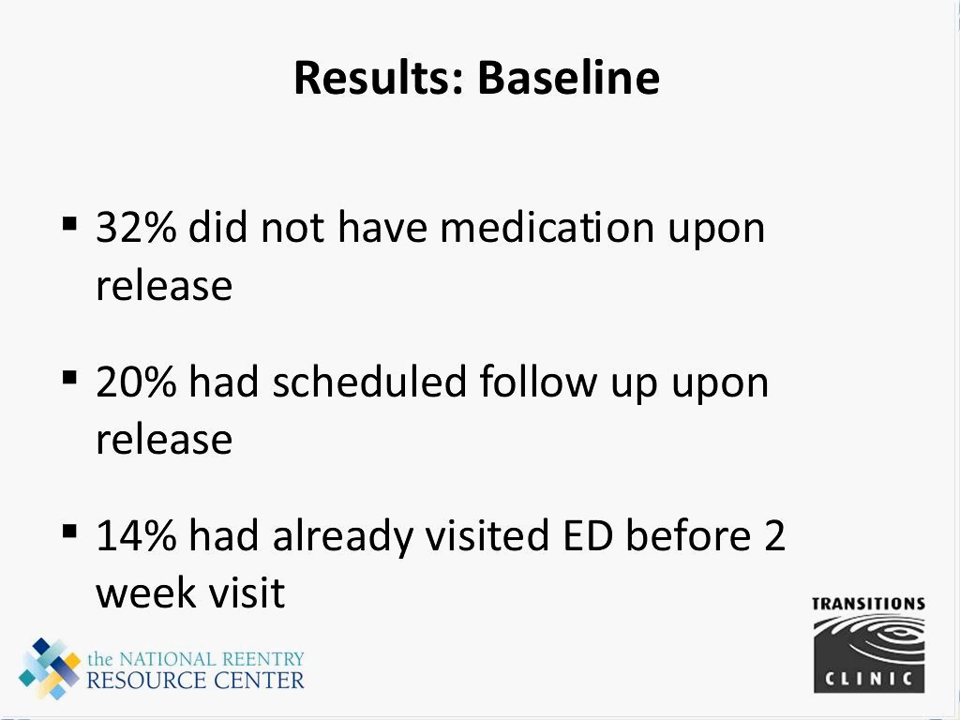 Results: Baseline
▪ 32% did not have medication upon
release
▪ 20% had scheduled follow up upon
release
▪ 14% had already visited ED before 2
week visit
TRANSITIONS
CLINIC
the NATIONAL REENTRY
RESOURCE CENTER